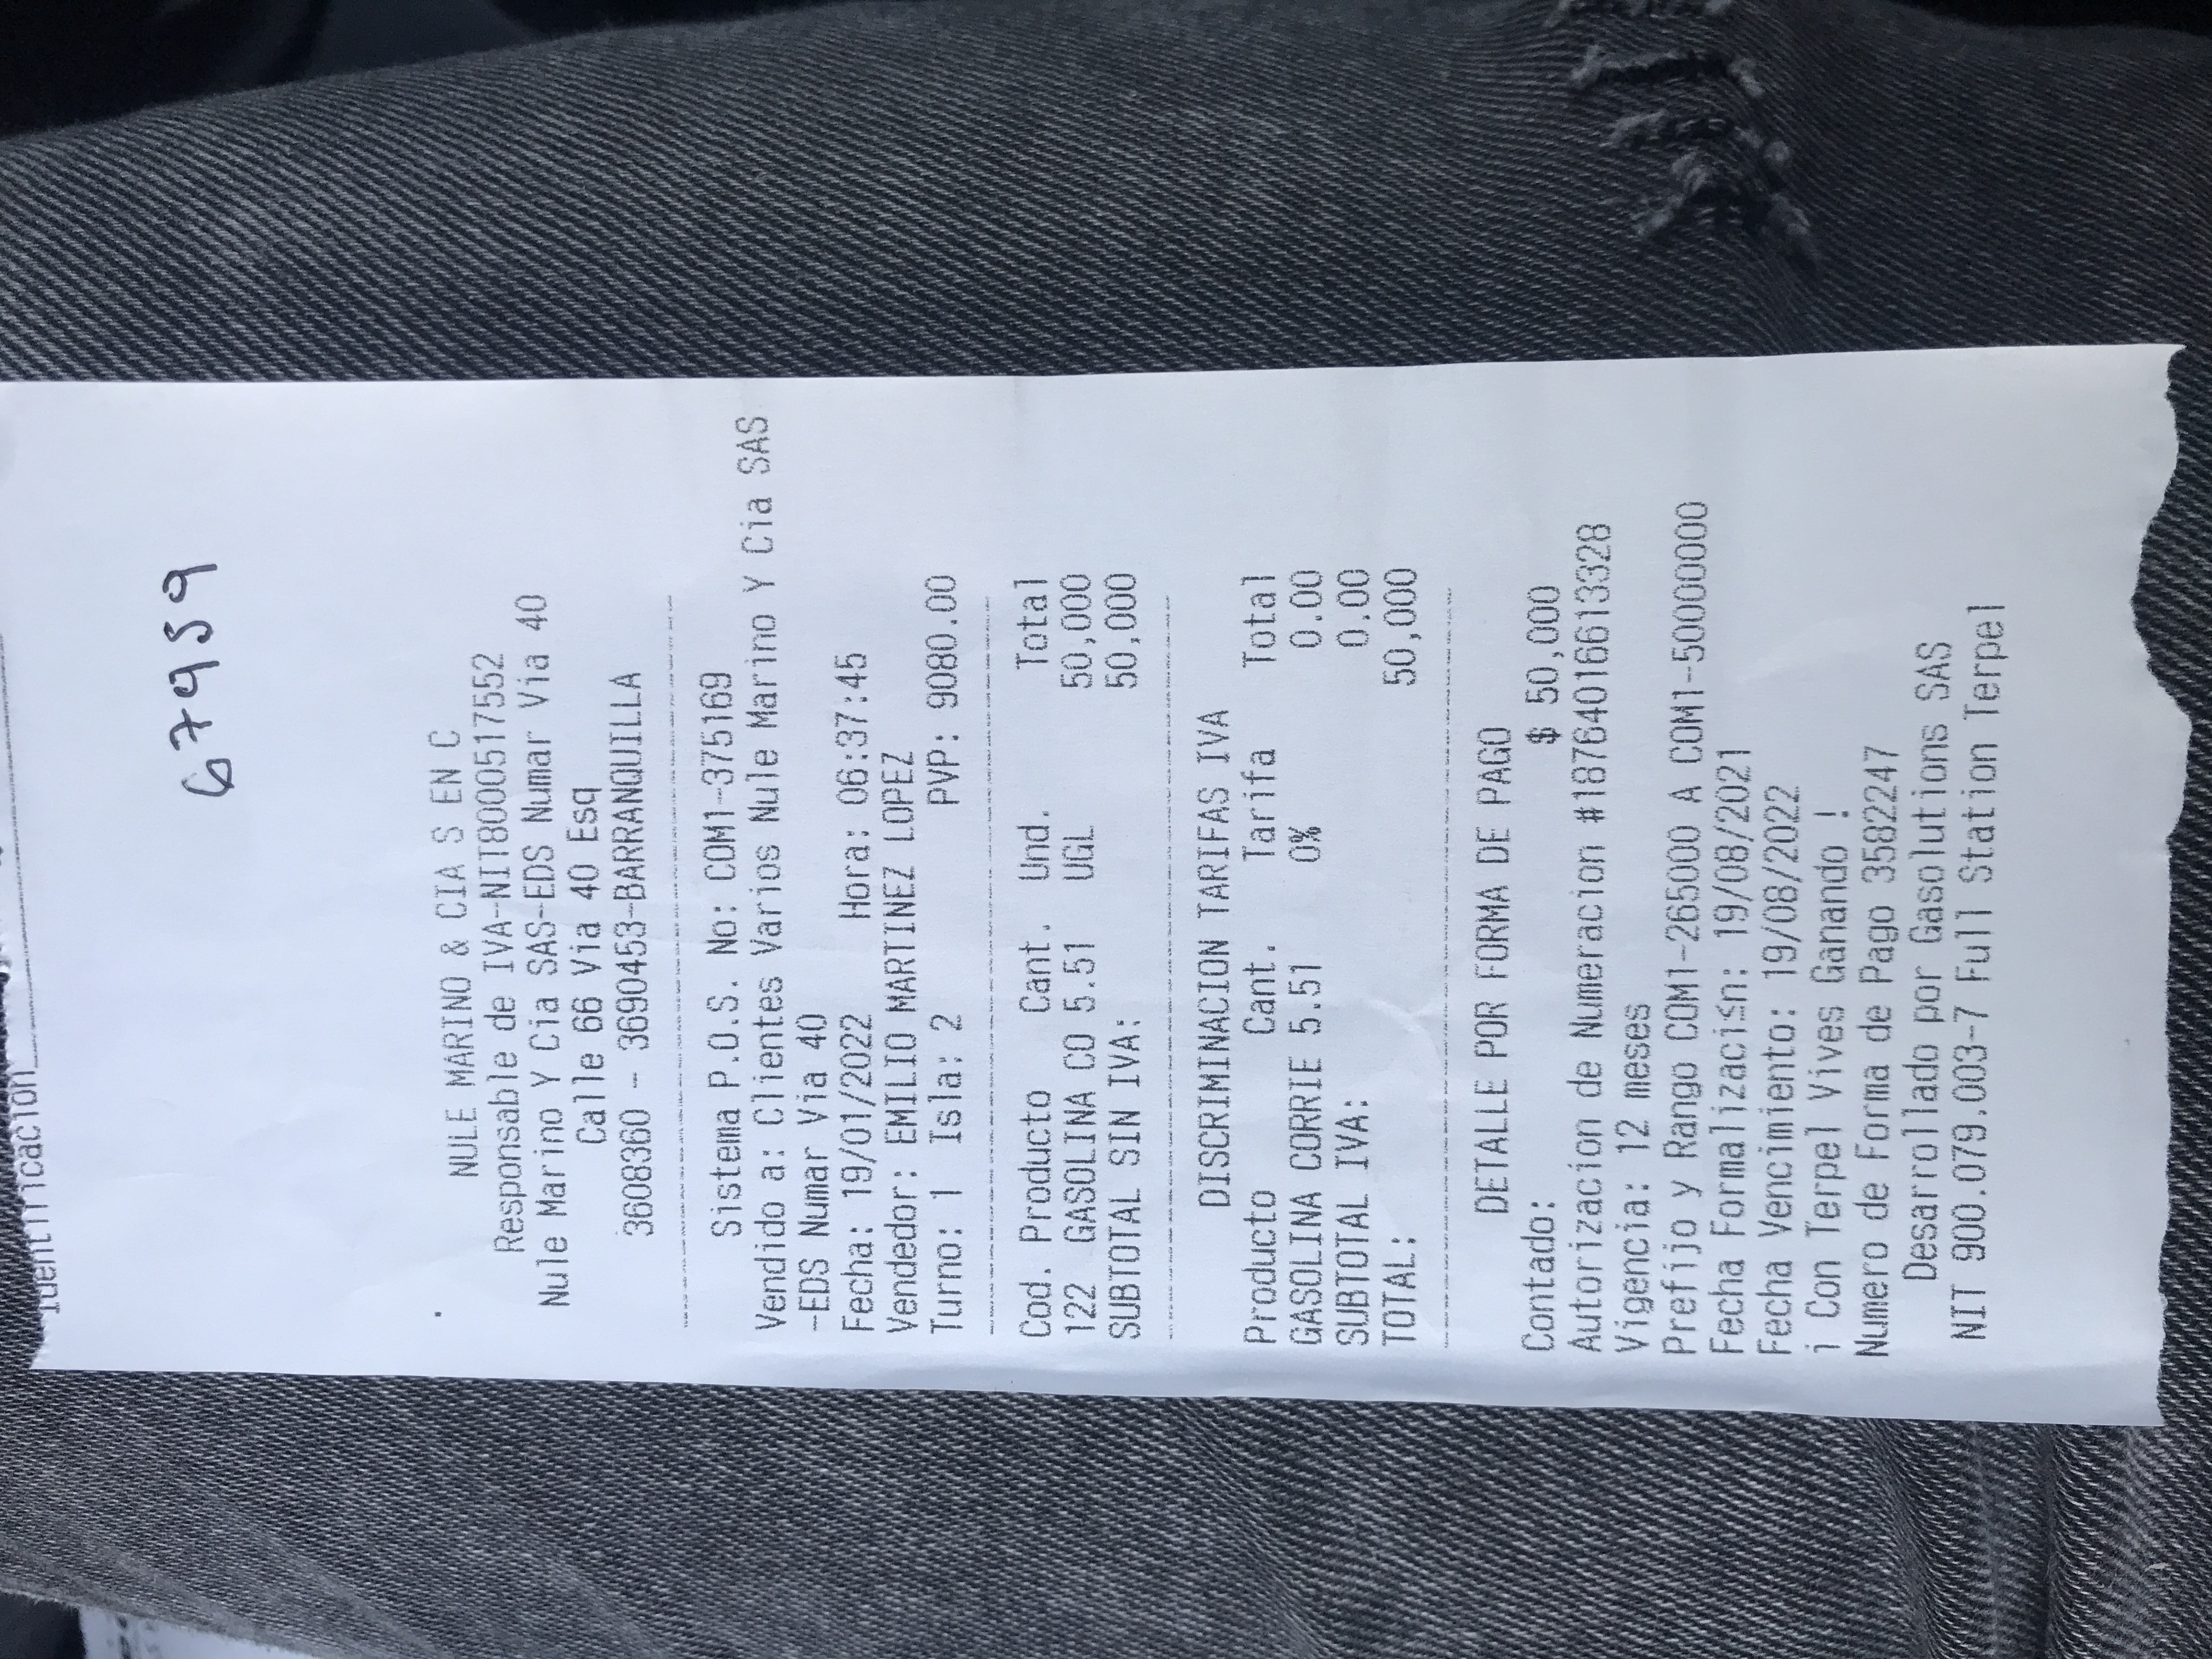 Identificacion
67959
NULE MARINO & CIA S EN C
Responsable de IVA-NIT8000517552
Nule Marino Y Cia SAS-EDS Numar Via 40
Calle 66 Via 40 Esq
3608360 - 3690453-BARRANQUILLA
Sistema P.O.S. No: COM1-375169
Vendido a: Clientes Varios Nule Marino Y Cia SAS
-EDS Numar Via 40
Fecha: 19/01/2022 Hora: 06:37:45
Vendedor: EMILIO MARTINEZ LOPEZ
Turno: 1 Isla: 2 PVP: 9080.00
Cod. Producto Cant. Und. Total
122 GASOLINA CO 5.51 UGL 50,000
SUBTOTAL SIN IVA: 50,000
DISCRIMINACION TARIFAS IVA
Producto Cant. Tarifa Total
GASOLINA CORRIE 5.51 0% 0.00
SUBTOTAL IVA: 0.00
TOTAL: 50,000
DETALLE POR FORMA DE PAGO
Contado: $ 50,000
Autorizacion de Numeracion #18764016613328
Vigencia: 12 meses
Prefijo y Rango COM1-265000 A COM1-5000000
Fecha Formalizaci≤n: 19/08/2021
Fecha Vencimiento: 19/08/2022
¡ Con Terpel Vives Ganando !
Numero de Forma de Pago 3582247
Desarrollado por Gasolutions SAS
NIT 900.079.003-7 Full Station Terpel